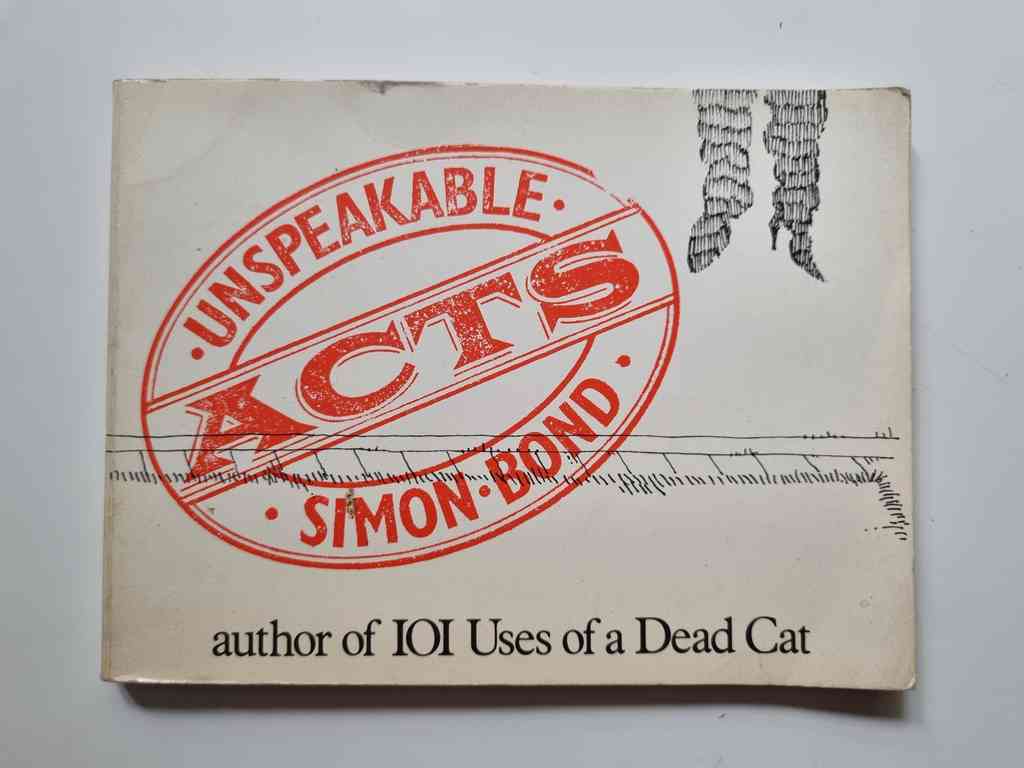 ·UNSPEAKABLE·
ACTS
·SIMON·BOND·
author of 101 Uses of a Dead Cat